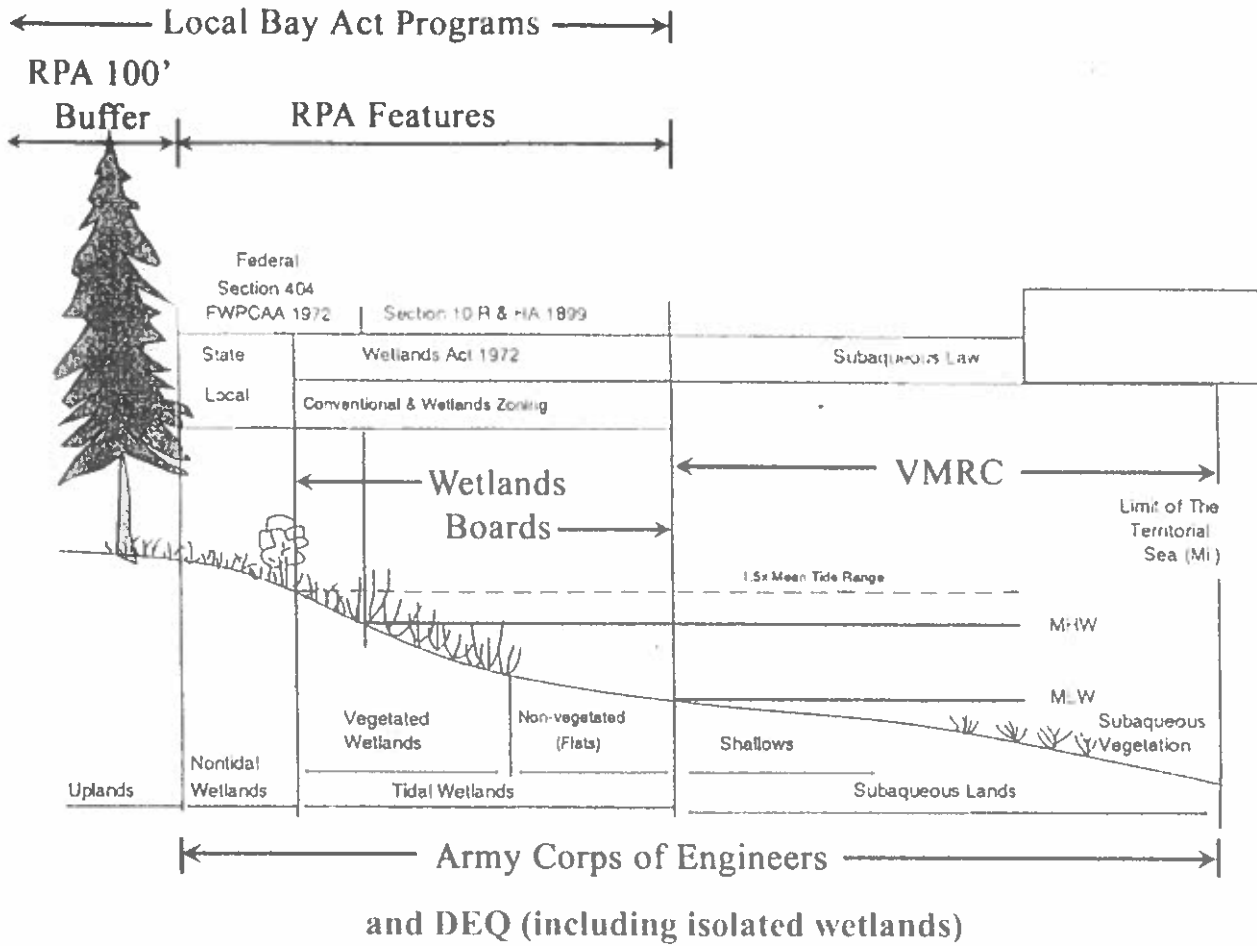 Local Bay Act Programs
RPA 100'
Buffer
RPA Features
Federal
Section 404
FWPCAA 1972
Section 10 R & HA 1899
State
Wetlands Act 1972
Subaqueous Law
Local
Conventional & Wetlands Zoning
Wetlands
Boards
VMRC
Limit of The
Territorial
Sea (Mi.)
1.5x Mean Tide Range
MHW
MLW
Vegetated
Wetlands
Non-vegetated
(Flats)
Shallows
Subaqueous
Vegetation
Nontidal
Wetlands
Uplands
Tidal Wetlands
Subaqueous Lands
Army Corps of Engineers
and DEQ (including isolated wetlands)